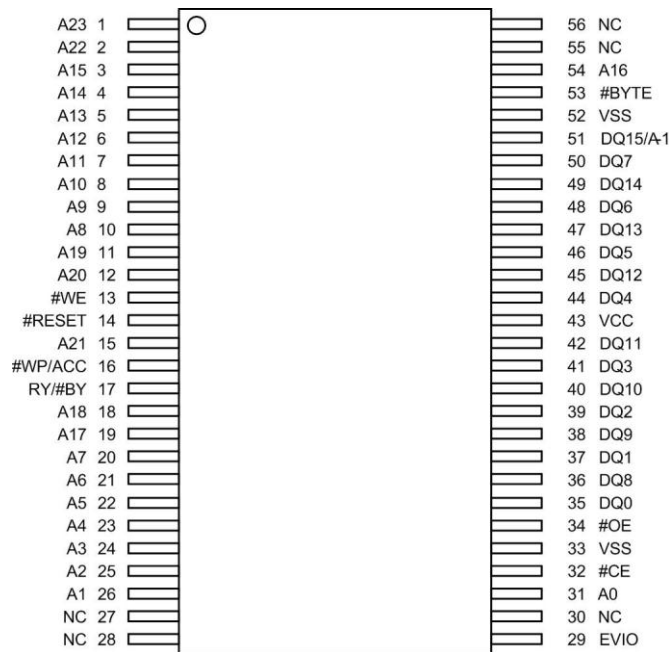 A23 1 56 NC
A22 2 55 NC
A15 3 54 A16
A14 4 53 #BYTE
A13 5 52 VSS
A12 6 51 DQ15/A-1
A11 7 50 DQ7
A10 8 49 DQ14
A9 9 48 DQ6
A8 10 47 DQ13
A19 11 46 DQ5
A20 12 45 DQ12
#WE 13 44 DQ4
#RESET 14 43 VCC
A21 15 42 DQ11
#WP/ACC 16 41 DQ3
RY/#BY 17 40 DQ10
A18 18 39 DQ2
A17 19 38 DQ9
A7 20 37 DQ1
A6 21 36 DQ8
A5 22 35 DQ0
A4 23 34 #OE
A3 24 33 VSS
A2 25 32 #CE
A1 26 31 A0
NC 27 30 NC
NC 28 29 EVIO